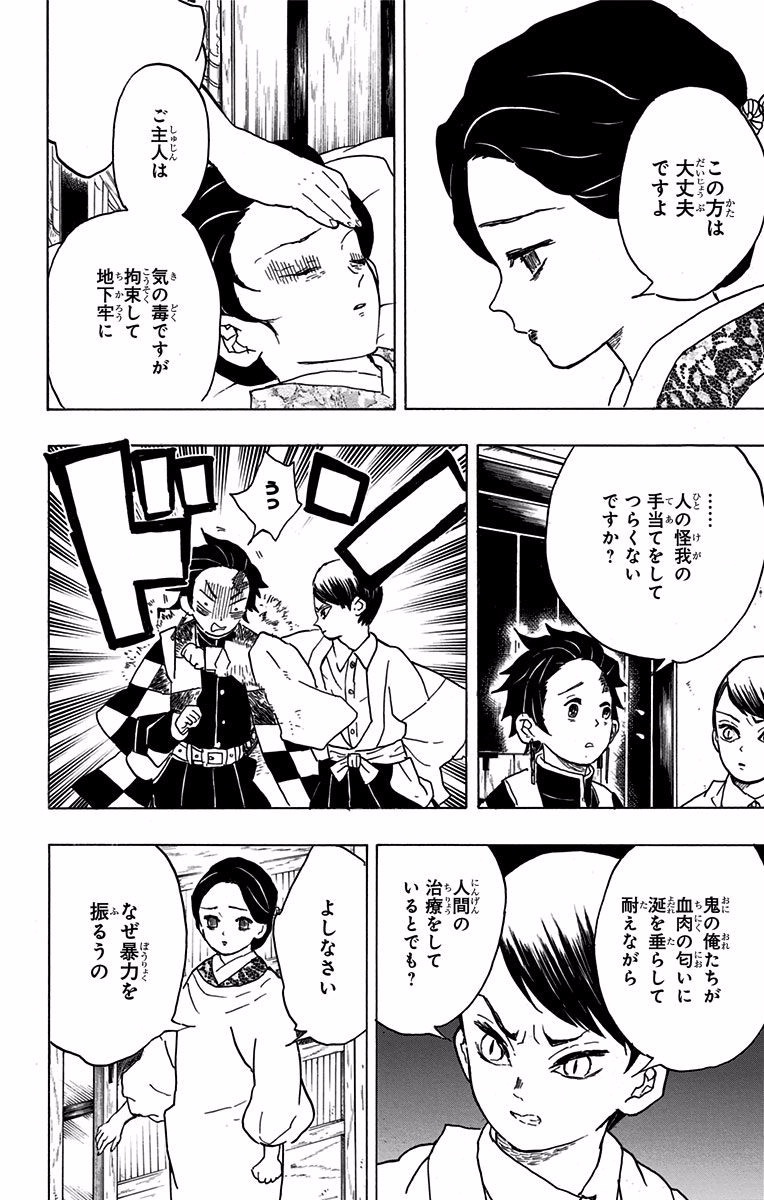 この方は
大丈夫
ですよ
ご主人は
気の毒ですが
拘束して
地下牢に
……
人の怪我の
手当てをして
つらくない
ですか？
ドン
うっ
鬼の俺たちが
血肉の匂いに
涎を垂らして
耐えながら
人間の
治療をして
いるとでも？
よしなさい
なぜ暴力を
振るうの